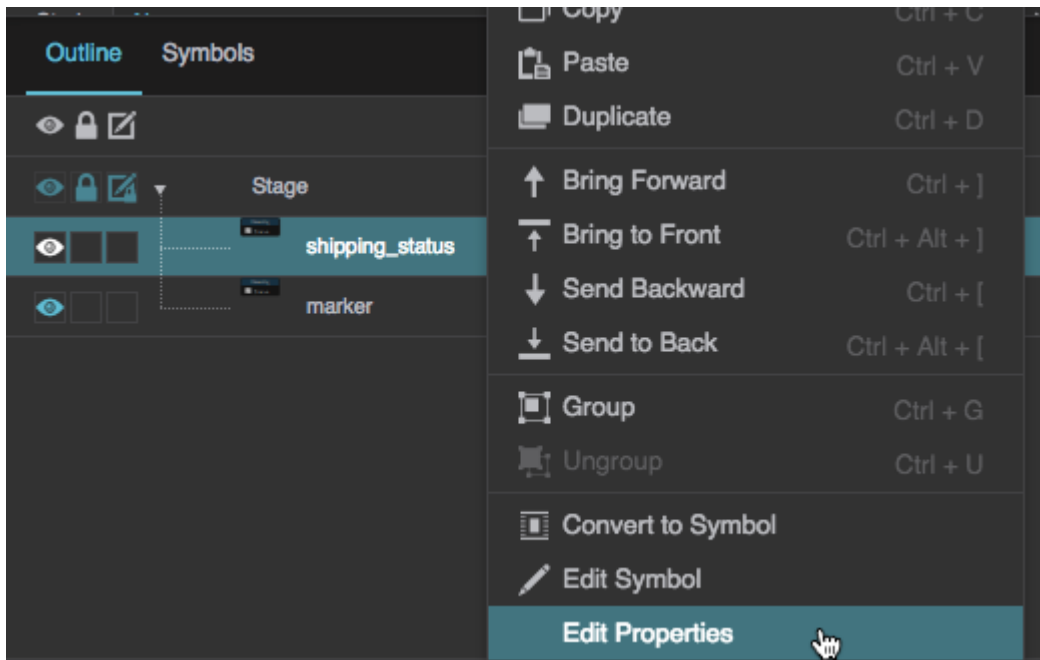 Outline Symbols
Stage
shipping_status
marker
Copy Ctrl + C
Paste Ctrl + V
Duplicate Ctrl + D
Bring Forward Ctrl + ]
Bring to Front Ctrl + Alt + ]
Send Backward Ctrl + [
Send to Back Ctrl + Alt + [
Group Ctrl + G
Ungroup Ctrl + U
Convert to Symbol
Edit Symbol
Edit Properties